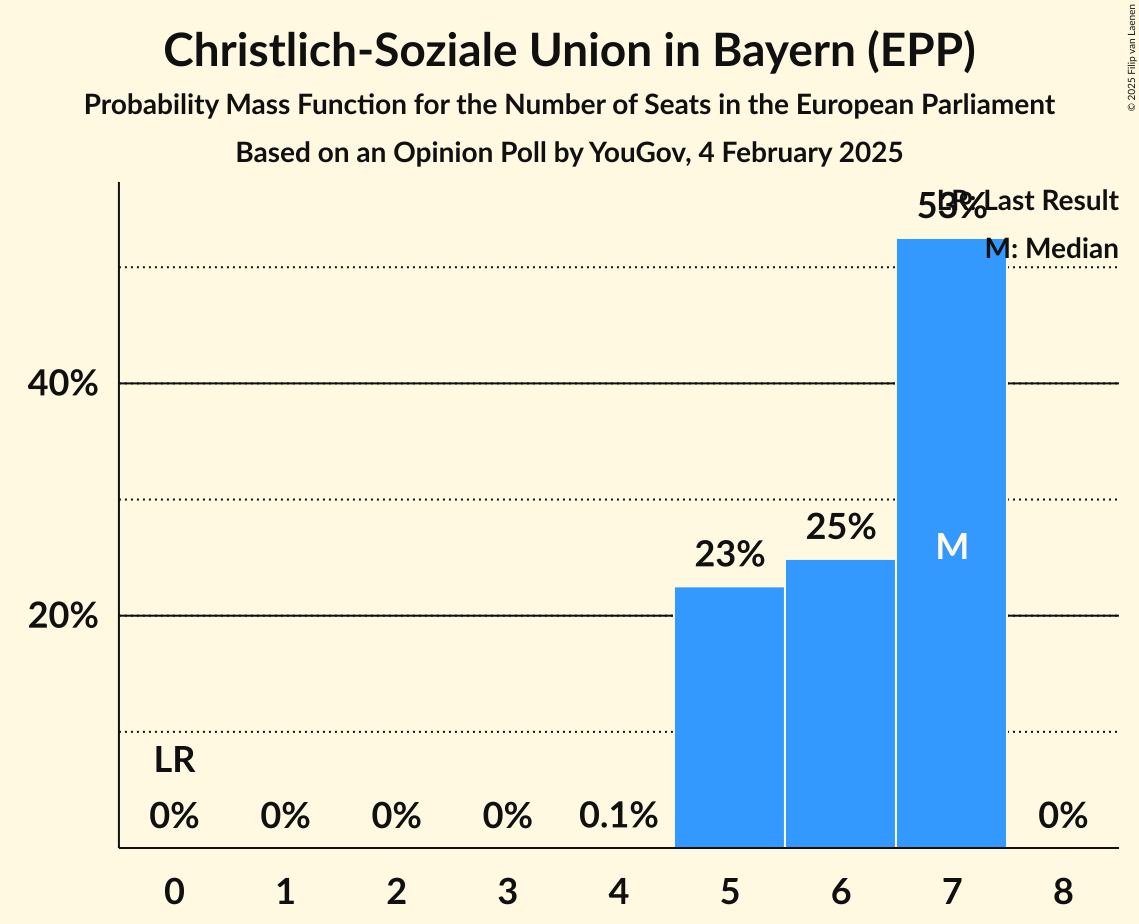 Christlich-Soziale Union in Bayern (EPP)
Probability Mass Function for the Number of Seats in the European Parliament
Based on an Opinion Poll by YouGov, 4 February 2025
© 2025 Filip van Laenen
LR: Last Result
M: Median
53%
40%
25%
23%
M
20%
LR
0% 0% 0% 0% 0.1% 0%
0 1 2 3 4 5 6 7 8